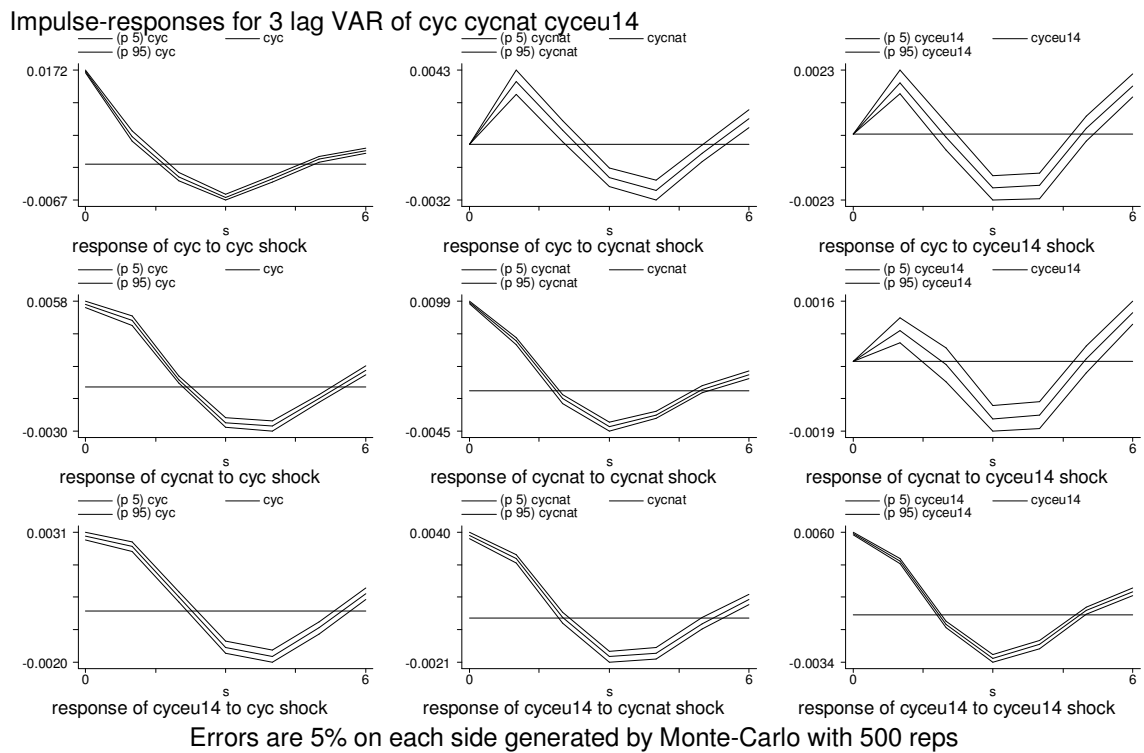 Impulse-responses for 3 lag VAR of cyc cycnat cyceu14
(p 5) cyc cyc
(p 95) cyc
0.0172
-0.0067
0 6
s
response of cyc to cyc shock
(p 5) cycnat cycnat
(p 95) cycnat
0.0043
-0.0032
0 6
s
response of cyc to cycnat shock
(p 5) cyceu14 cyceu14
(p 95) cyceu14
0.0023
-0.0023
0 6
s
response of cyc to cyceu14 shock
(p 5) cyc cyc
(p 95) cyc
0.0058
-0.0030
0 6
s
response of cycnat to cyc shock
(p 5) cycnat cycnat
(p 95) cycnat
0.0099
-0.0045
0 6
s
response of cycnat to cycnat shock
(p 5) cyceu14 cyceu14
(p 95) cyceu14
0.0016
-0.0019
0 6
s
response of cycnat to cyceu14 shock
(p 5) cyc cyc
(p 95) cyc
0.0031
-0.0020
0 6
s
response of cyceu14 to cyc shock
(p 5) cycnat cycnat
(p 95) cycnat
0.0040
-0.0021
0 6
s
response of cyceu14 to cycnat shock
(p 5) cyceu14 cyceu14
(p 95) cyceu14
0.0060
-0.0034
0 6
s
response of cyceu14 to cyceu14 shock
Errors are 5% on each side generated by Monte-Carlo with 500 reps